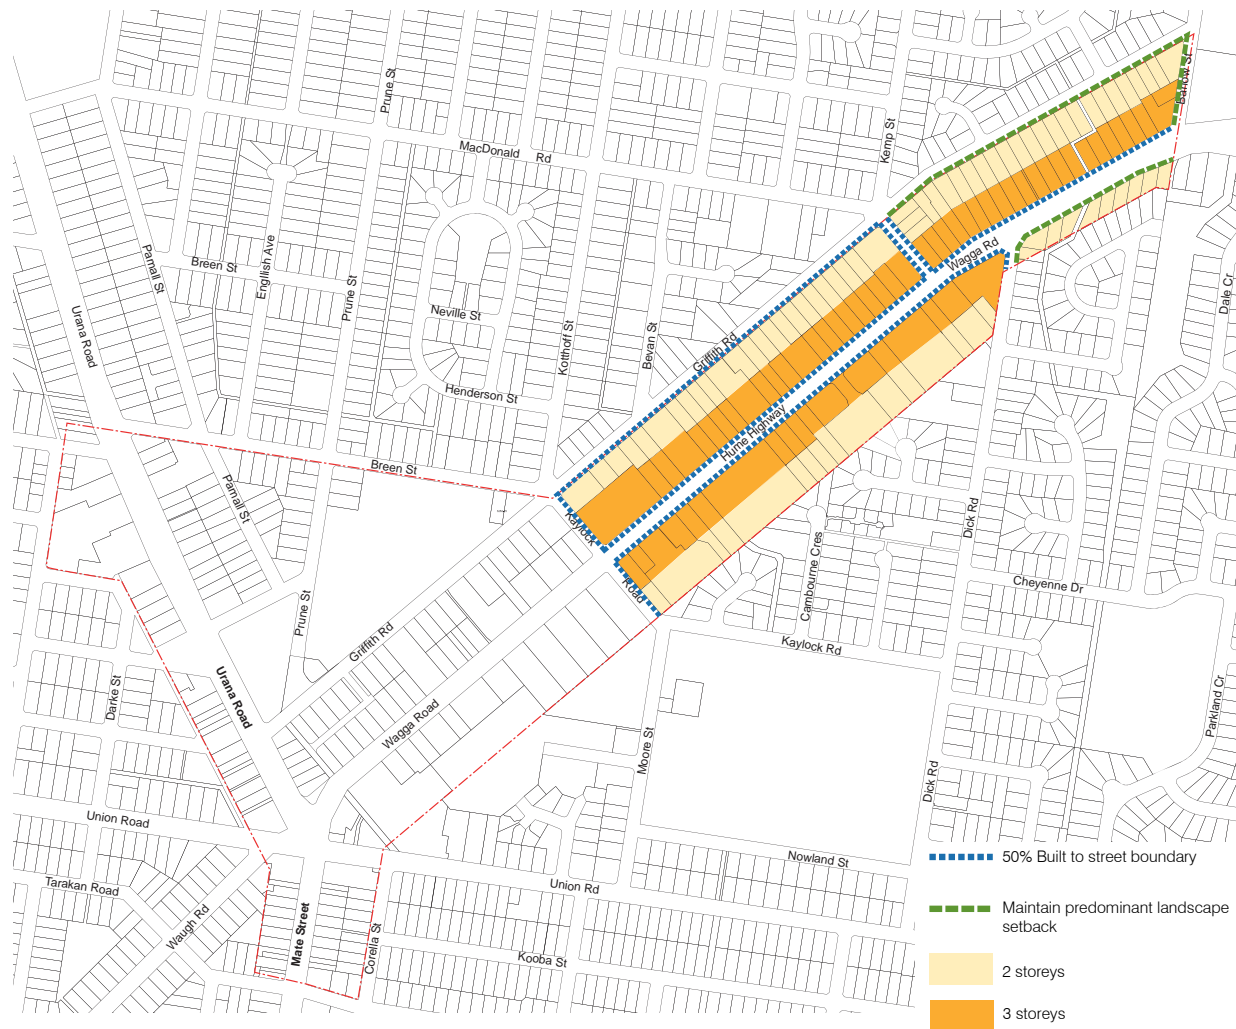 Barlow St
Prune St
Kemp St
MacDonald Rd
Parnall St
Breen St
English Ave
Prune St
Wagga Rd
Dale Cr
Neville St
Urana Road
Kotthoff St
Bevan St
Griffith Rd
Henderson St
Hume Highway
Breen St
Parnall St
Kaylock
Road
Dick Rd
Cambourne Cres
Cheyenne Dr
Prune St
Griffith Rd
Kaylock Rd
Urana Road
Darke St
Wagga Road
Moore St
Parkland Cr
Dick Rd
Union Road
Nowland St
50% Built to street boundary
Tarakan Road
Union Rd
Waugh Rd
Mate Street
Corella St
Kooba St
Maintain predominant landscape
setback
2 storeys
3 storeys